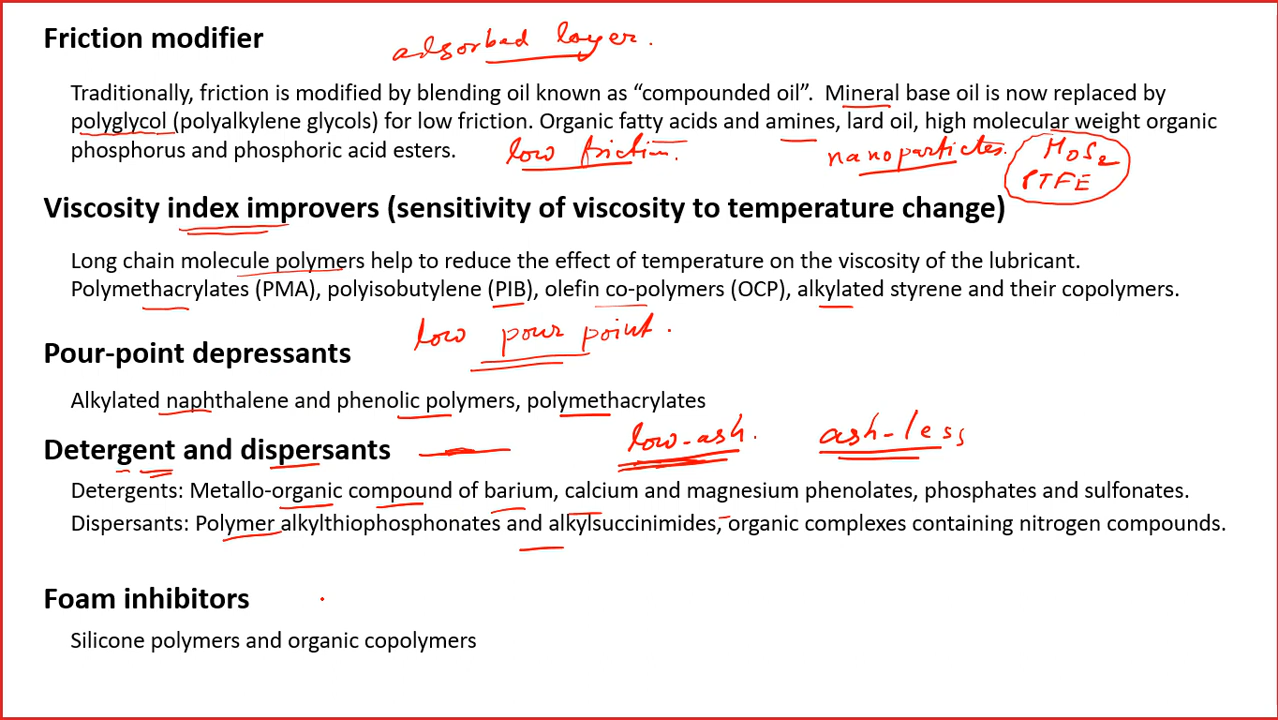 Friction modifier
adsorbed layer.
Traditionally, friction is modified by blending oil known as “compounded oil”. Mineral base oil is now replaced by
polyglycol (polyalkylene glycols) for low friction. Organic fatty acids and amines, lard oil, high molecular weight organic
phosphorus and phosphoric acid esters.
low friction.
nanoparticles.
MoS2
PTFE
Viscosity index improvers (sensitivity of viscosity to temperature change)
Long chain molecule polymers help to reduce the effect of temperature on the viscosity of the lubricant.
Polymethacrylates (PMA), polyisobutylene (PIB), olefin co-polymers (OCP), alkylated styrene and their copolymers.
low pour point.
Pour-point depressants
Alkylated naphthalene and phenolic polymers, polymethacrylates
low-ash.
ash-less
Detergent and dispersants
Detergents: Metallo-organic compound of barium, calcium and magnesium phenolates, phosphates and sulfonates.
Dispersants: Polymer alkylthiophosphonates and alkylsuccinimides, organic complexes containing nitrogen compounds.
Foam inhibitors
Silicone polymers and organic copolymers